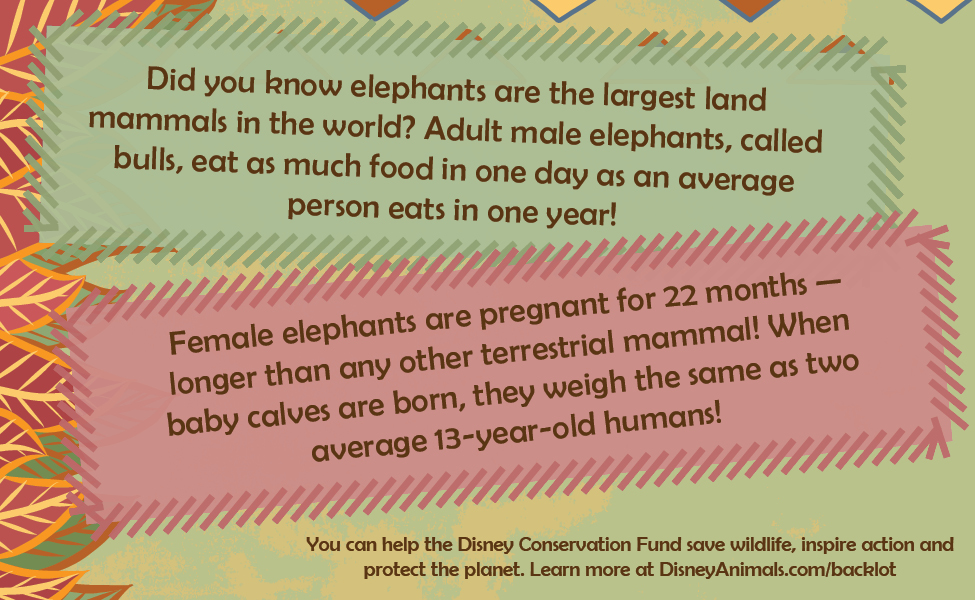 Did you know elephants are the largest land
mammals in the world? Adult male elephants, called
bulls, eat as much food in one day as an average
person eats in one year!
Female elephants are pregnant for 22 months —
longer than any other terrestrial mammal! When
baby calves are born, they weigh the same as two
average 13-year-old humans!
You can help the Disney Conservation Fund save wildlife, inspire action and
protect the planet. Learn more at DisneyAnimals.com/backlot